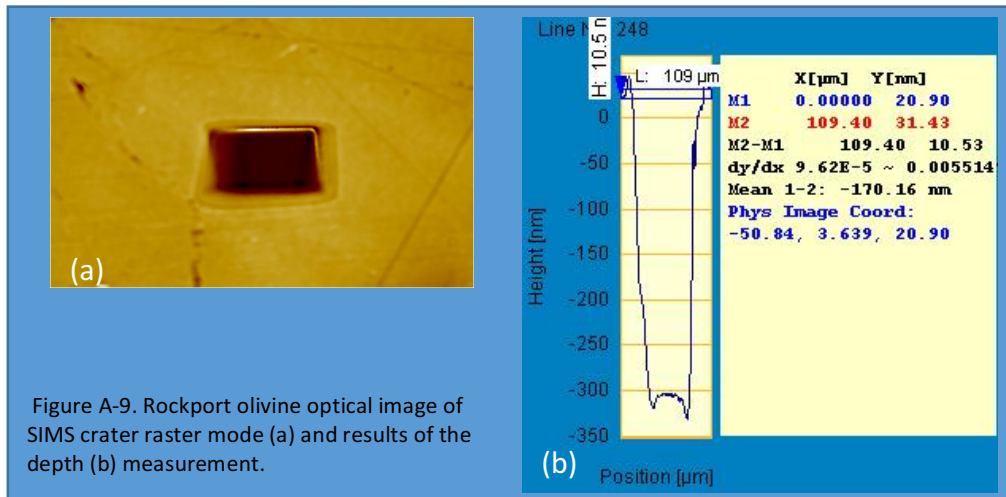 (a)
Figure A-9. Rockport olivine optical image of
SIMS crater raster mode (a) and results of the
depth (b) measurement.
248
H: 10.5 n
L: 109 µm
0
-50
-100
-150
-200
-250
-300
-350
Height [nm]
Position [µm]
(b)
X[µm] Y[nm]
M1 0.00000 20.90
M2 109.40 31.43
M2-M1 109.40 10.53
dy/dx 9.62E-5 ~ 0.005514
Mean 1-2: -170.16 nm
Phys Image Coord:
-50.84, 3.639, 20.90